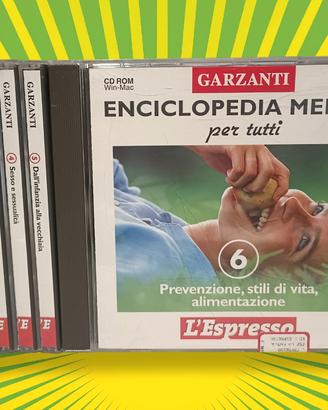 GARZANTI
4 Sesso e sessualità
GARZANTI
5 Dall'infanzia alla vecchiaia
CD ROM
Win-Mac
GARZANTI
ENCICLOPEDIA ME
per tutti
6
Prevenzione, stili di vita,
alimentazione
L'Espresso